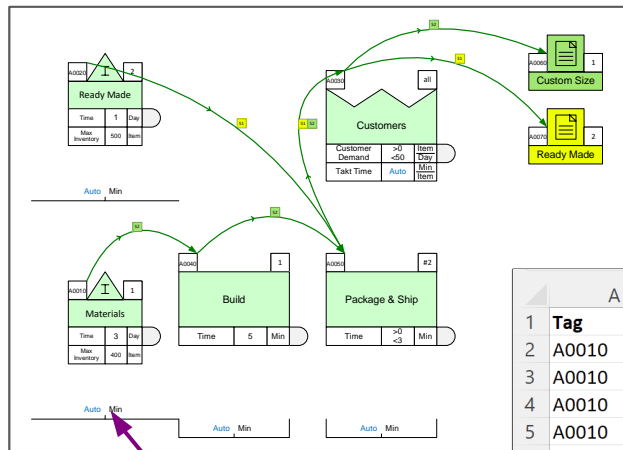 S2
A0020
I
2
Ready Made
Time 1 Day
Max Inventory 500 Item
Auto Min
S1
A0030
all
Customers
Customer Demand >0 <50 Item Day
Takt Time Auto Min Item
S1 S2
S1
A0060
1
Custom Size
A0070
2
Ready Made
S2
S2
A0010
I
1
Materials
Time 3 Day
Max Inventory 400 Item
Auto Min
A0040
1
Build
Time 5 Min
Auto Min
A0050
#2
Package & Ship
Time >0 <3 Min
Auto Min
A
1 Tag
2 A0010
3 A0010
4 A0010
5 A0010